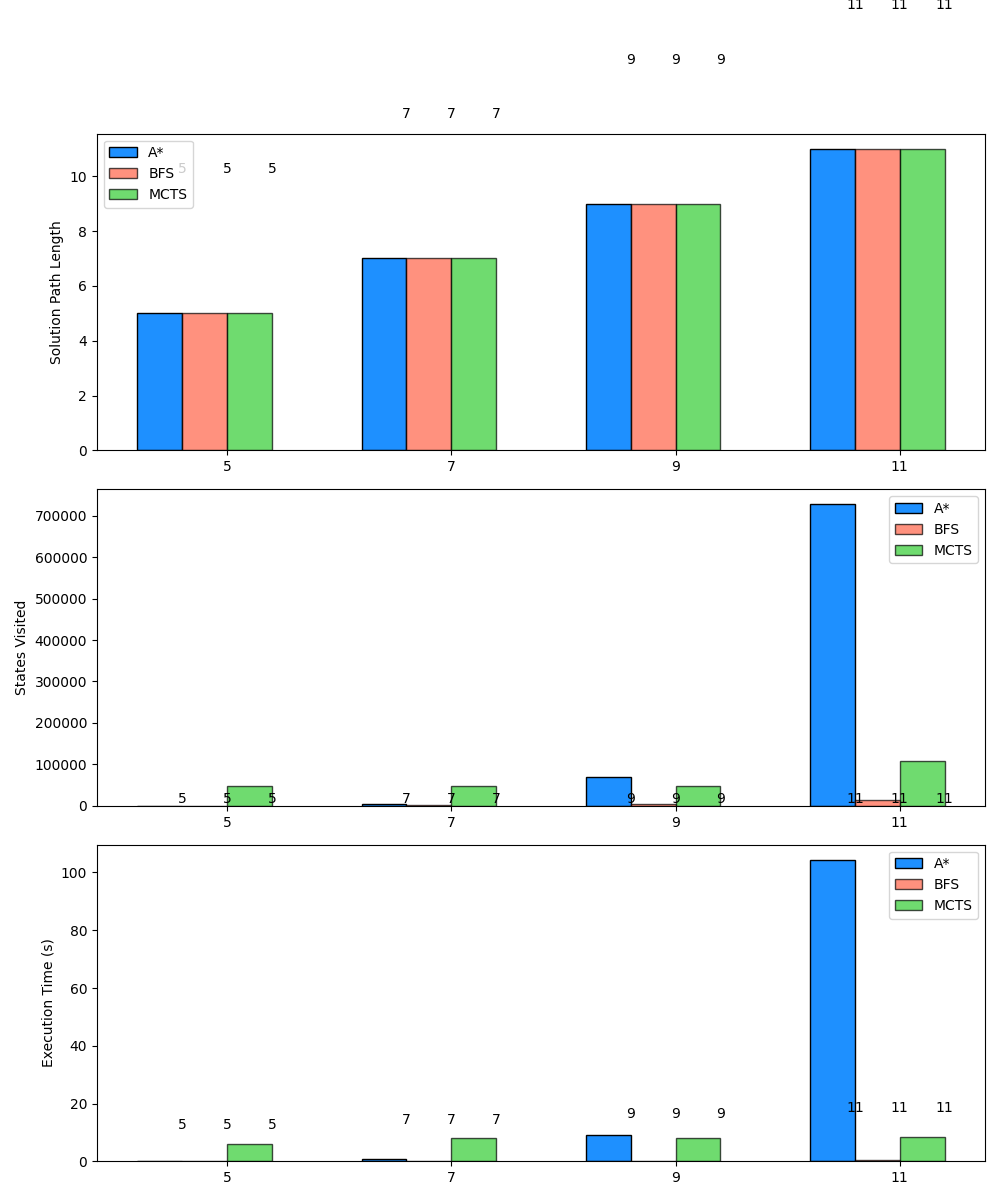 11 11 11
9 9 9
7 7 7
A*
BFS
MCTS
5 5 5
10
8
6
4
2
0
Solution Path Length
5 7 9 11
A*
BFS
MCTS
700000
600000
500000
400000
300000
200000
100000
0
States Visited
5 5 5 7 7 7 9 9 9 11 11 11
5 7 9 11
A*
BFS
MCTS
100
80
60
40
20
0
Execution Time (s)
5 5 5 7 7 7 9 9 9 11 11 11
5 7 9 11